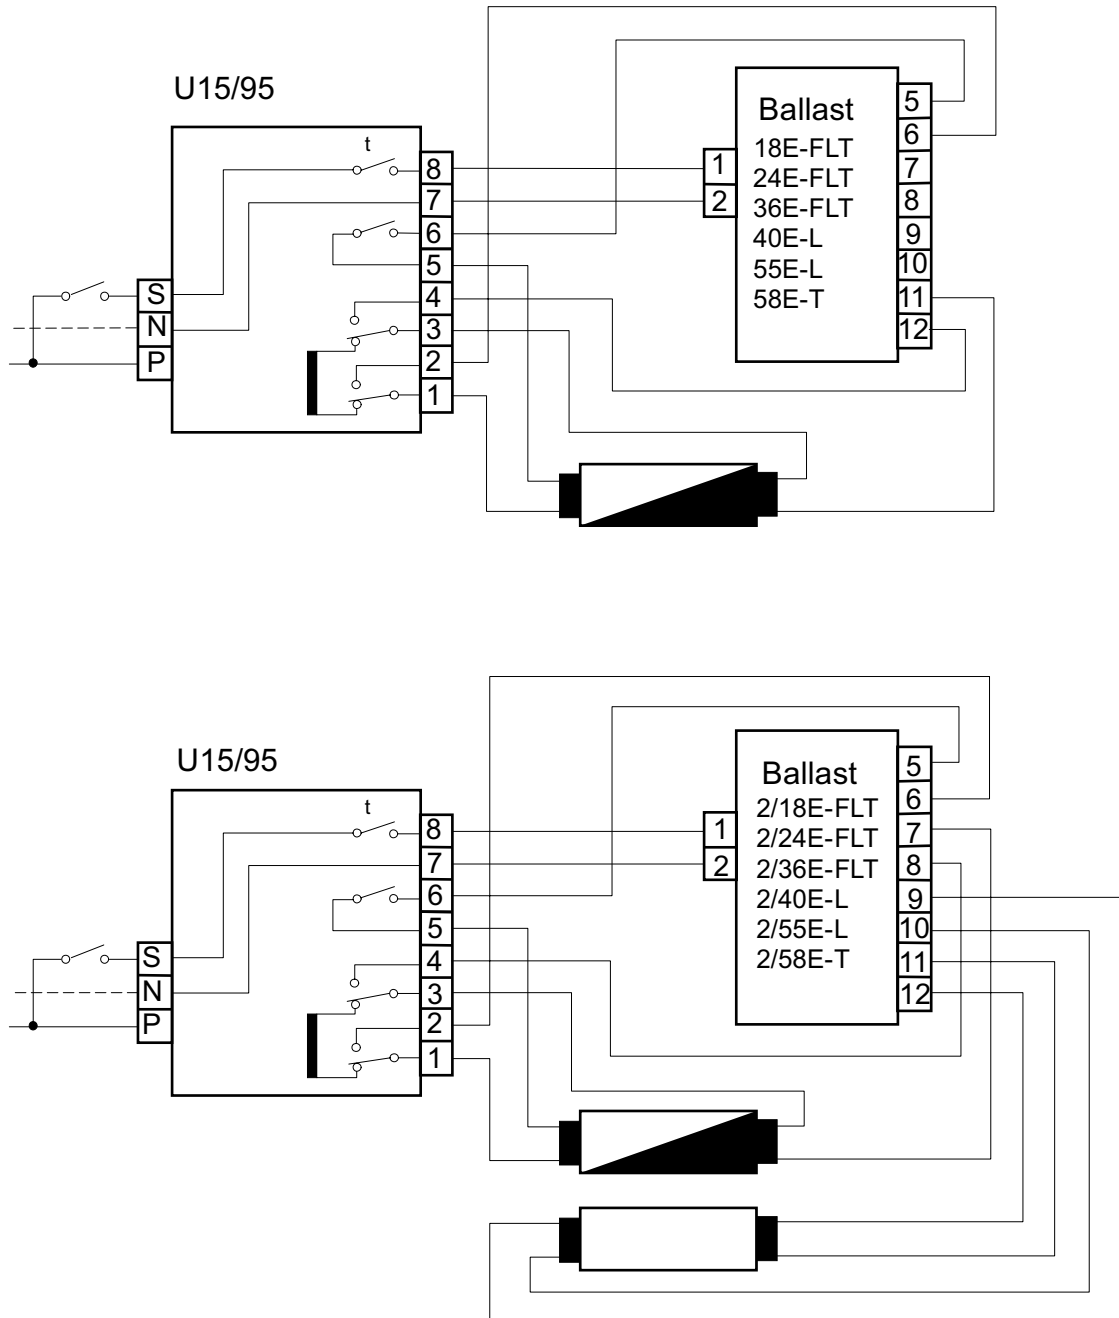 U15/95
t
8
7
6
5
4
3
2
1
S
N
P
1
2
Ballast
18E-FLT
24E-FLT
36E-FLT
40E-L
55E-L
58E-T
5
6
7
8
9
10
11
12
U15/95
t
8
7
6
5
4
3
2
1
S
N
P
1
2
Ballast
2/18E-FLT
2/24E-FLT
2/36E-FLT
2/40E-L
2/55E-L
2/58E-T
5
6
7
8
9
10
11
12